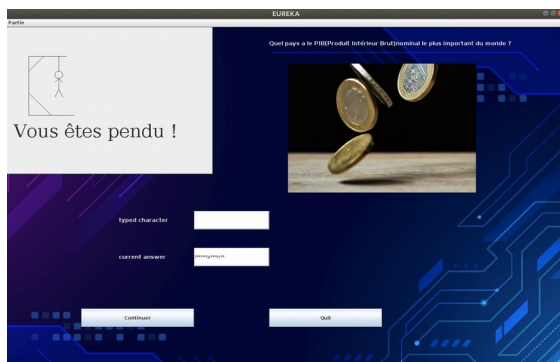 EUREKA
Partie
Quel pays a le PIB(Produit Intérieur Brut)nominal le plus important du monde ?
Vous êtes pendu !
typed character
current answer
Continuer
Quit